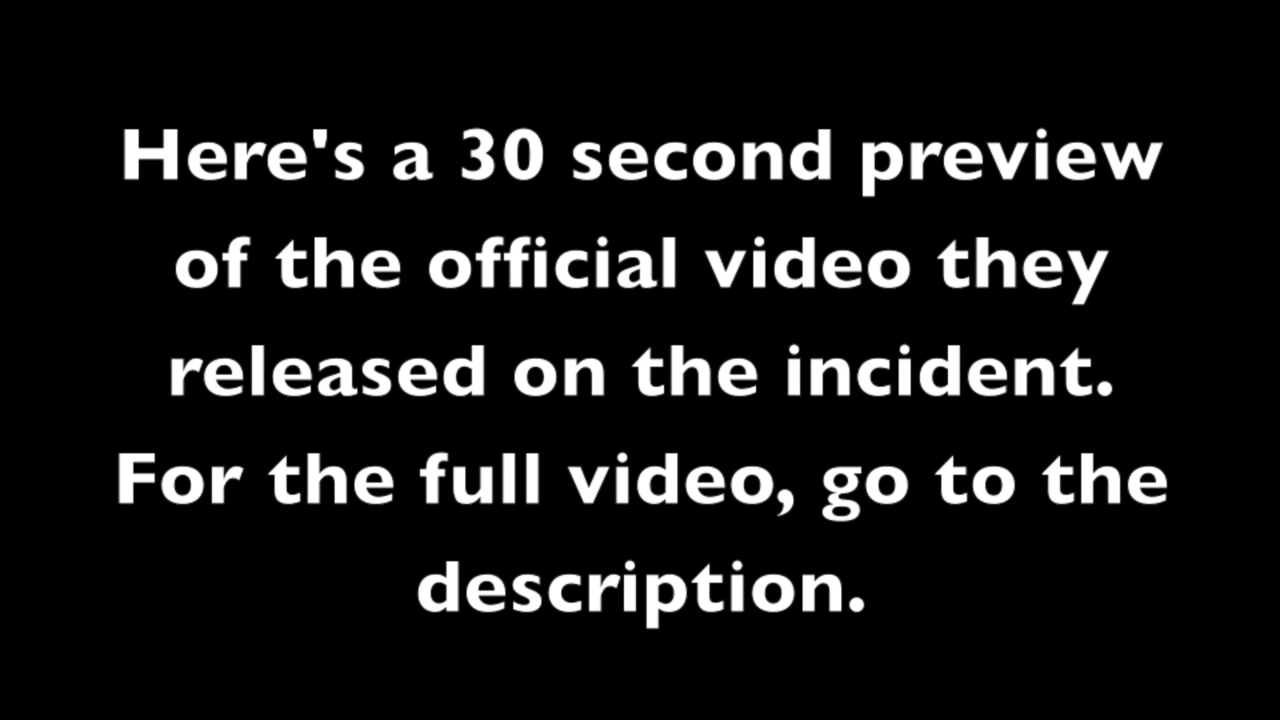 Here's a 30 second preview
of the official video they
released on the incident.
For the full video, go to the
description.